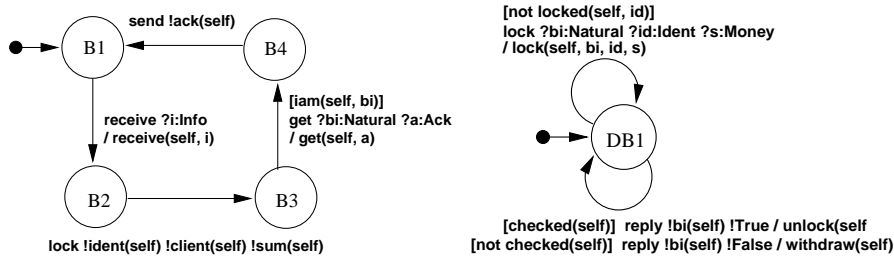 send !ack(self)
B1
B4
receive ?i:Info
/ receive(self, i)
[iam(self, bi)]
get ?bi:Natural ?a:Ack
/ get(self, a)
B2
B3
lock !ident(self) !client(self) !sum(self)
[not locked(self, id)]
lock ?bi:Natural ?id:Ident ?s:Money
/ lock(self, bi, id, s)
DB1
[checked(self)] reply !bi(self) !True / unlock(self
[not checked(self)] reply !bi(self) !False / withdraw(self)